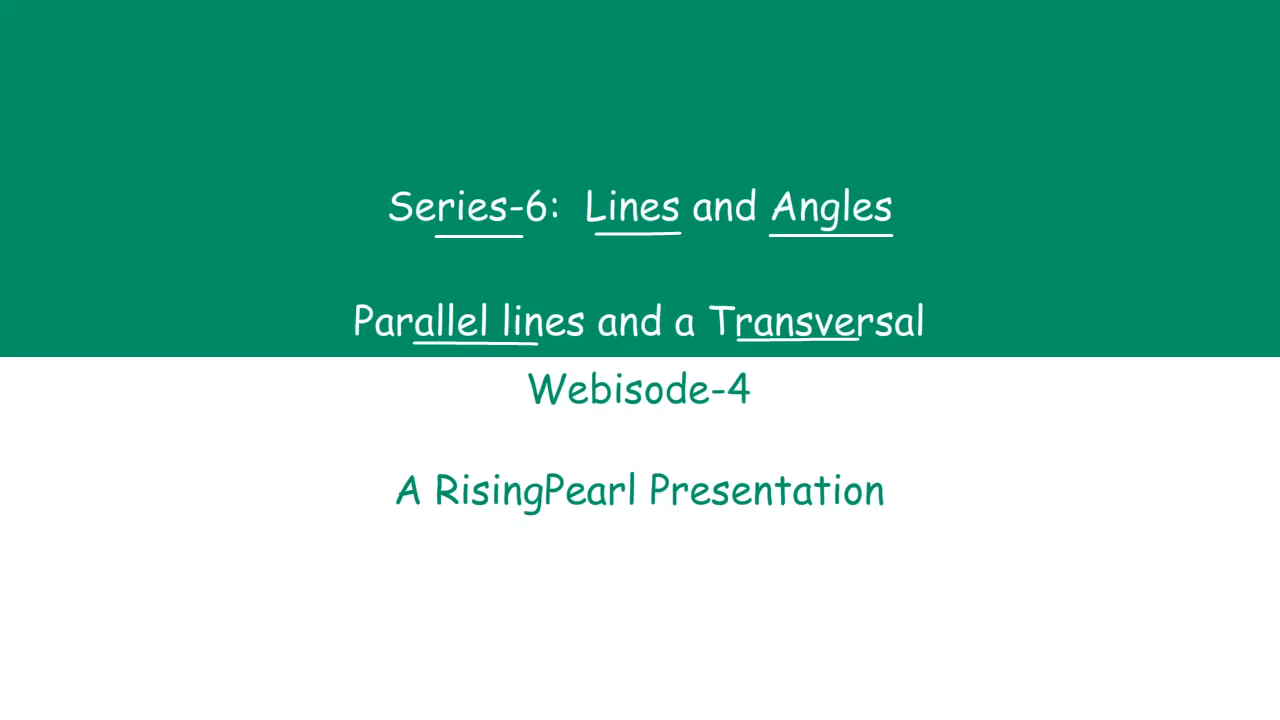 Series-6: Lines and Angles
Parallel lines and a Transversal
Webisode-4
A RisingPearl Presentation